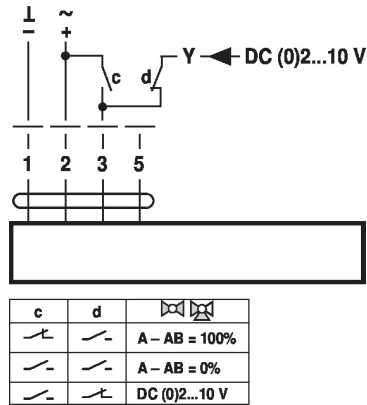 ⊥ ~
– +
c d Y DC (0)2...10 V
1 2 3 5
c d
A – AB = 100%
A – AB = 0%
DC (0)2...10 V